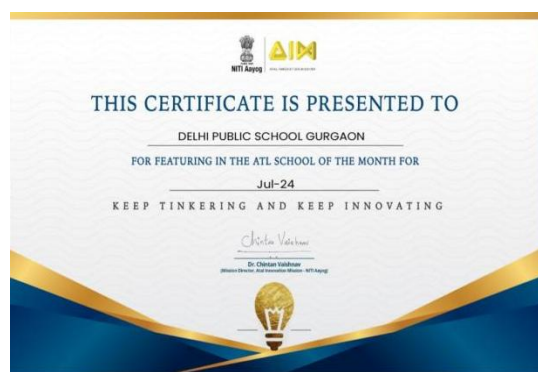 NITI Aayog
AIM
THIS CERTIFICATE IS PRESENTED TO
DELHI PUBLIC SCHOOL GURGAON
FOR FEATURING IN THE ATL SCHOOL OF THE MONTH FOR
Jul-24
KEEP TINKERING AND KEEP INNOVATING
Chintan Vaishnav
Dr. Chintan Vaishnav
(Mission Director, Atal Innovation Mission - NITI Aayog)